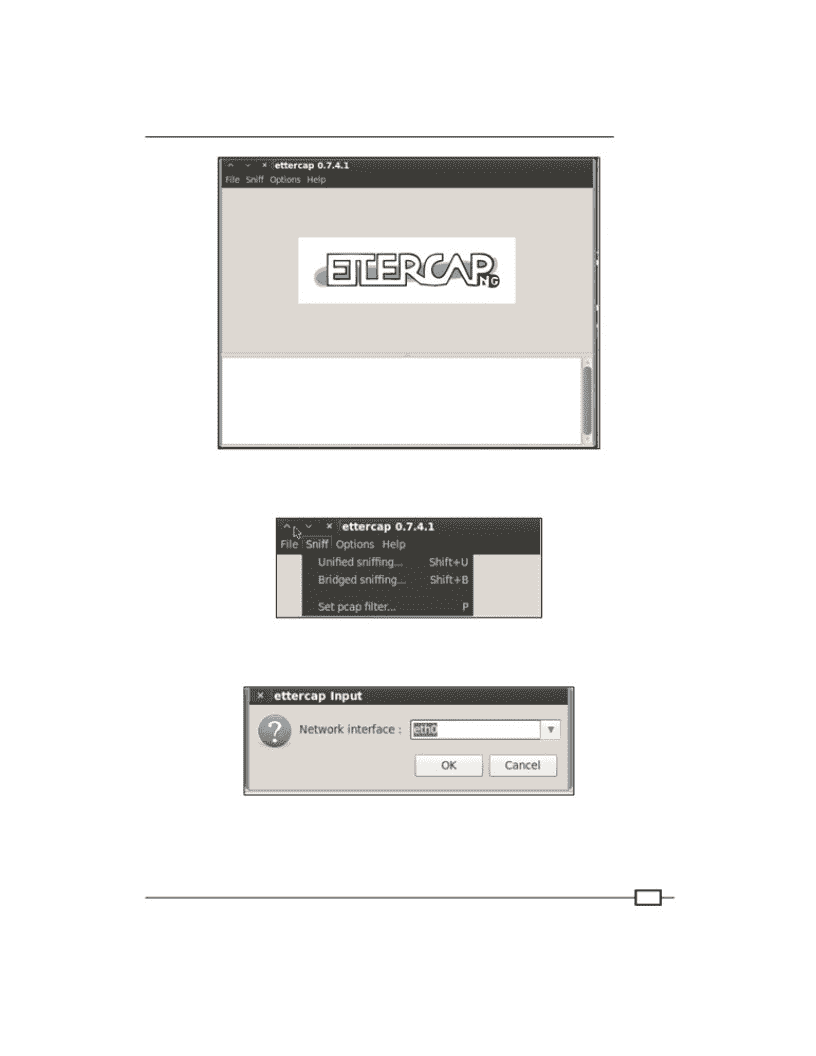 ettercap 0.7.4.1
File Sniff Options Help
ETTERCAP
NG
ettercap 0.7.4.1
File Sniff Options Help
Unified sniffing... Shift+U
Bridged sniffing... Shift+B
Set pcap filter... P
ettercap Input
Network interface : eth0
OK Cancel